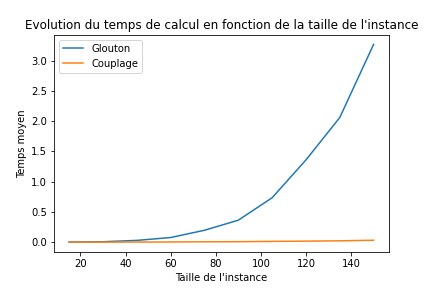 Evolution du temps de calcul en fonction de la taille de l'instance
Glouton
Couplage
3.0
2.5
2.0
1.5
1.0
0.5
0.0
Temps moyen
20 40 60 80 100 120 140
Taille de l'instance